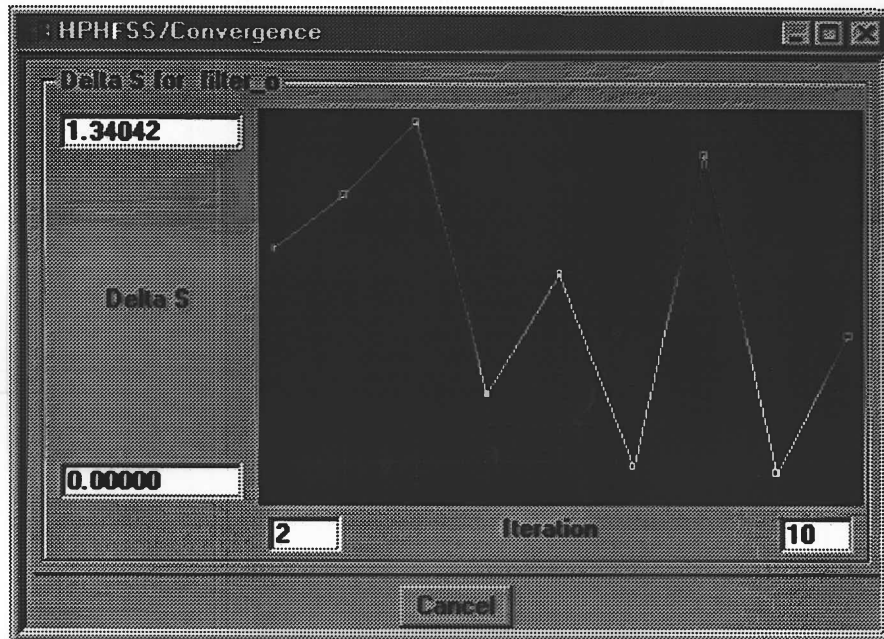 HPHFSS/Convergence
Delta S for filter_o
1.34042
Delta S
0.00000
2
Iteration
10
Cancel